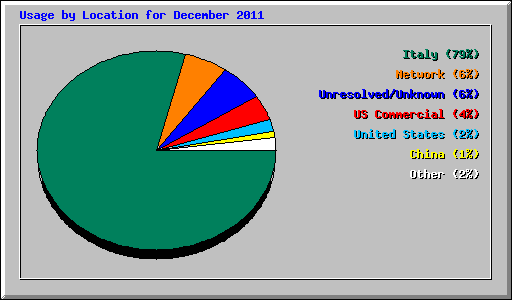 Usage by Location for December 2011
Italy (79%)
Network (6%)
Unresolved/Unknown (6%)
US Commercial (4%)
United States (2%)
China (1%)
Other (2%)